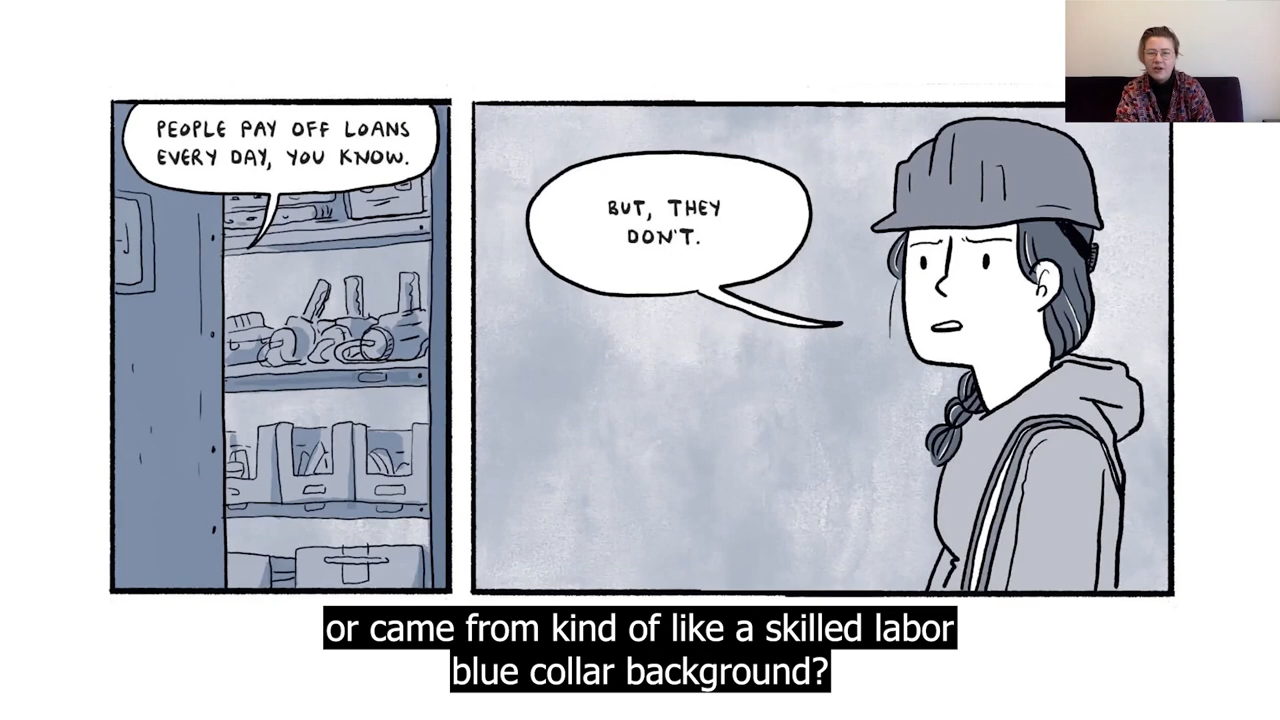 PEOPLE PAY OFF LOANS
EVERY DAY, YOU KNOW.
BUT, THEY
DON'T.
or came from kind of like a skilled labor
blue collar background?